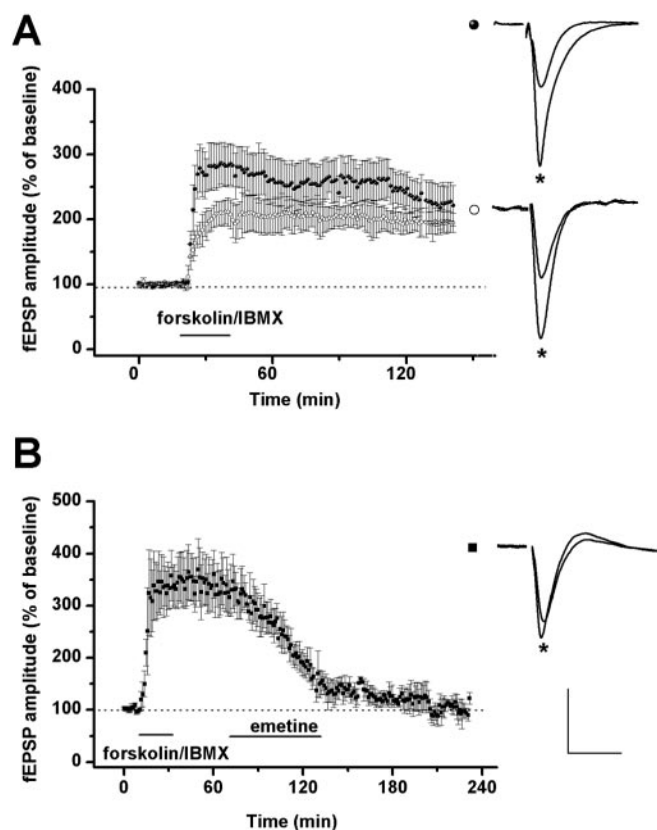 A
fEPSP amplitude (% of baseline)
400
300
200
100
0
forskolin/IBMX
0
60
120
Time (min)
*
*
B
fEPSP amplitude (% of baseline)
500
400
300
200
100
0
emetine
forskolin/IBMX
0
60
120
180
240
Time (min)
*